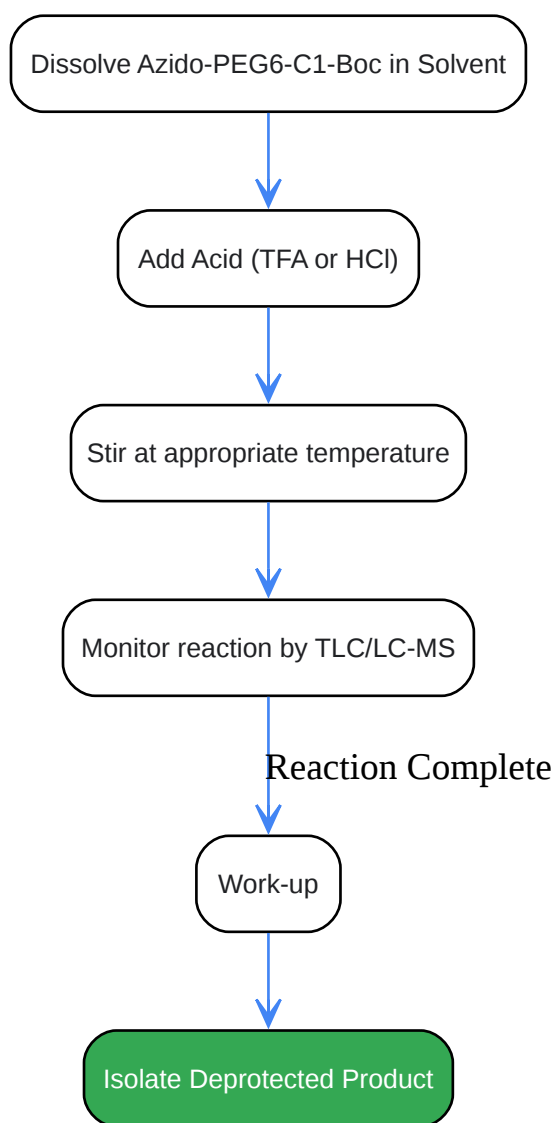 Dissolve Azido-PEG6-C1-Boc in Solvent
Add Acid (TFA or HCl)
Stir at appropriate temperature
Monitor reaction by TLC/LC-MS
Reaction Complete
Work-up
Isolate Deprotected Product